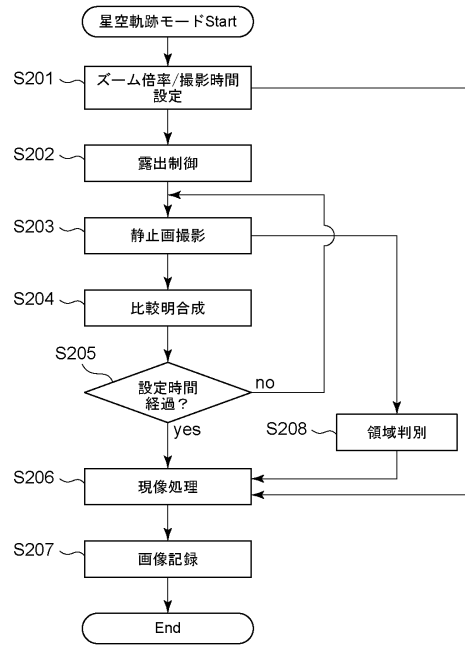 星空軌跡モードStart
S201
ズーム倍率/撮影時間
設定
S202
露出制御
S203
静止画撮影
S204
比較明合成
S205
設定時間
経過？
no
yes
S208
領域判別
S206
現像処理
S207
画像記録
End